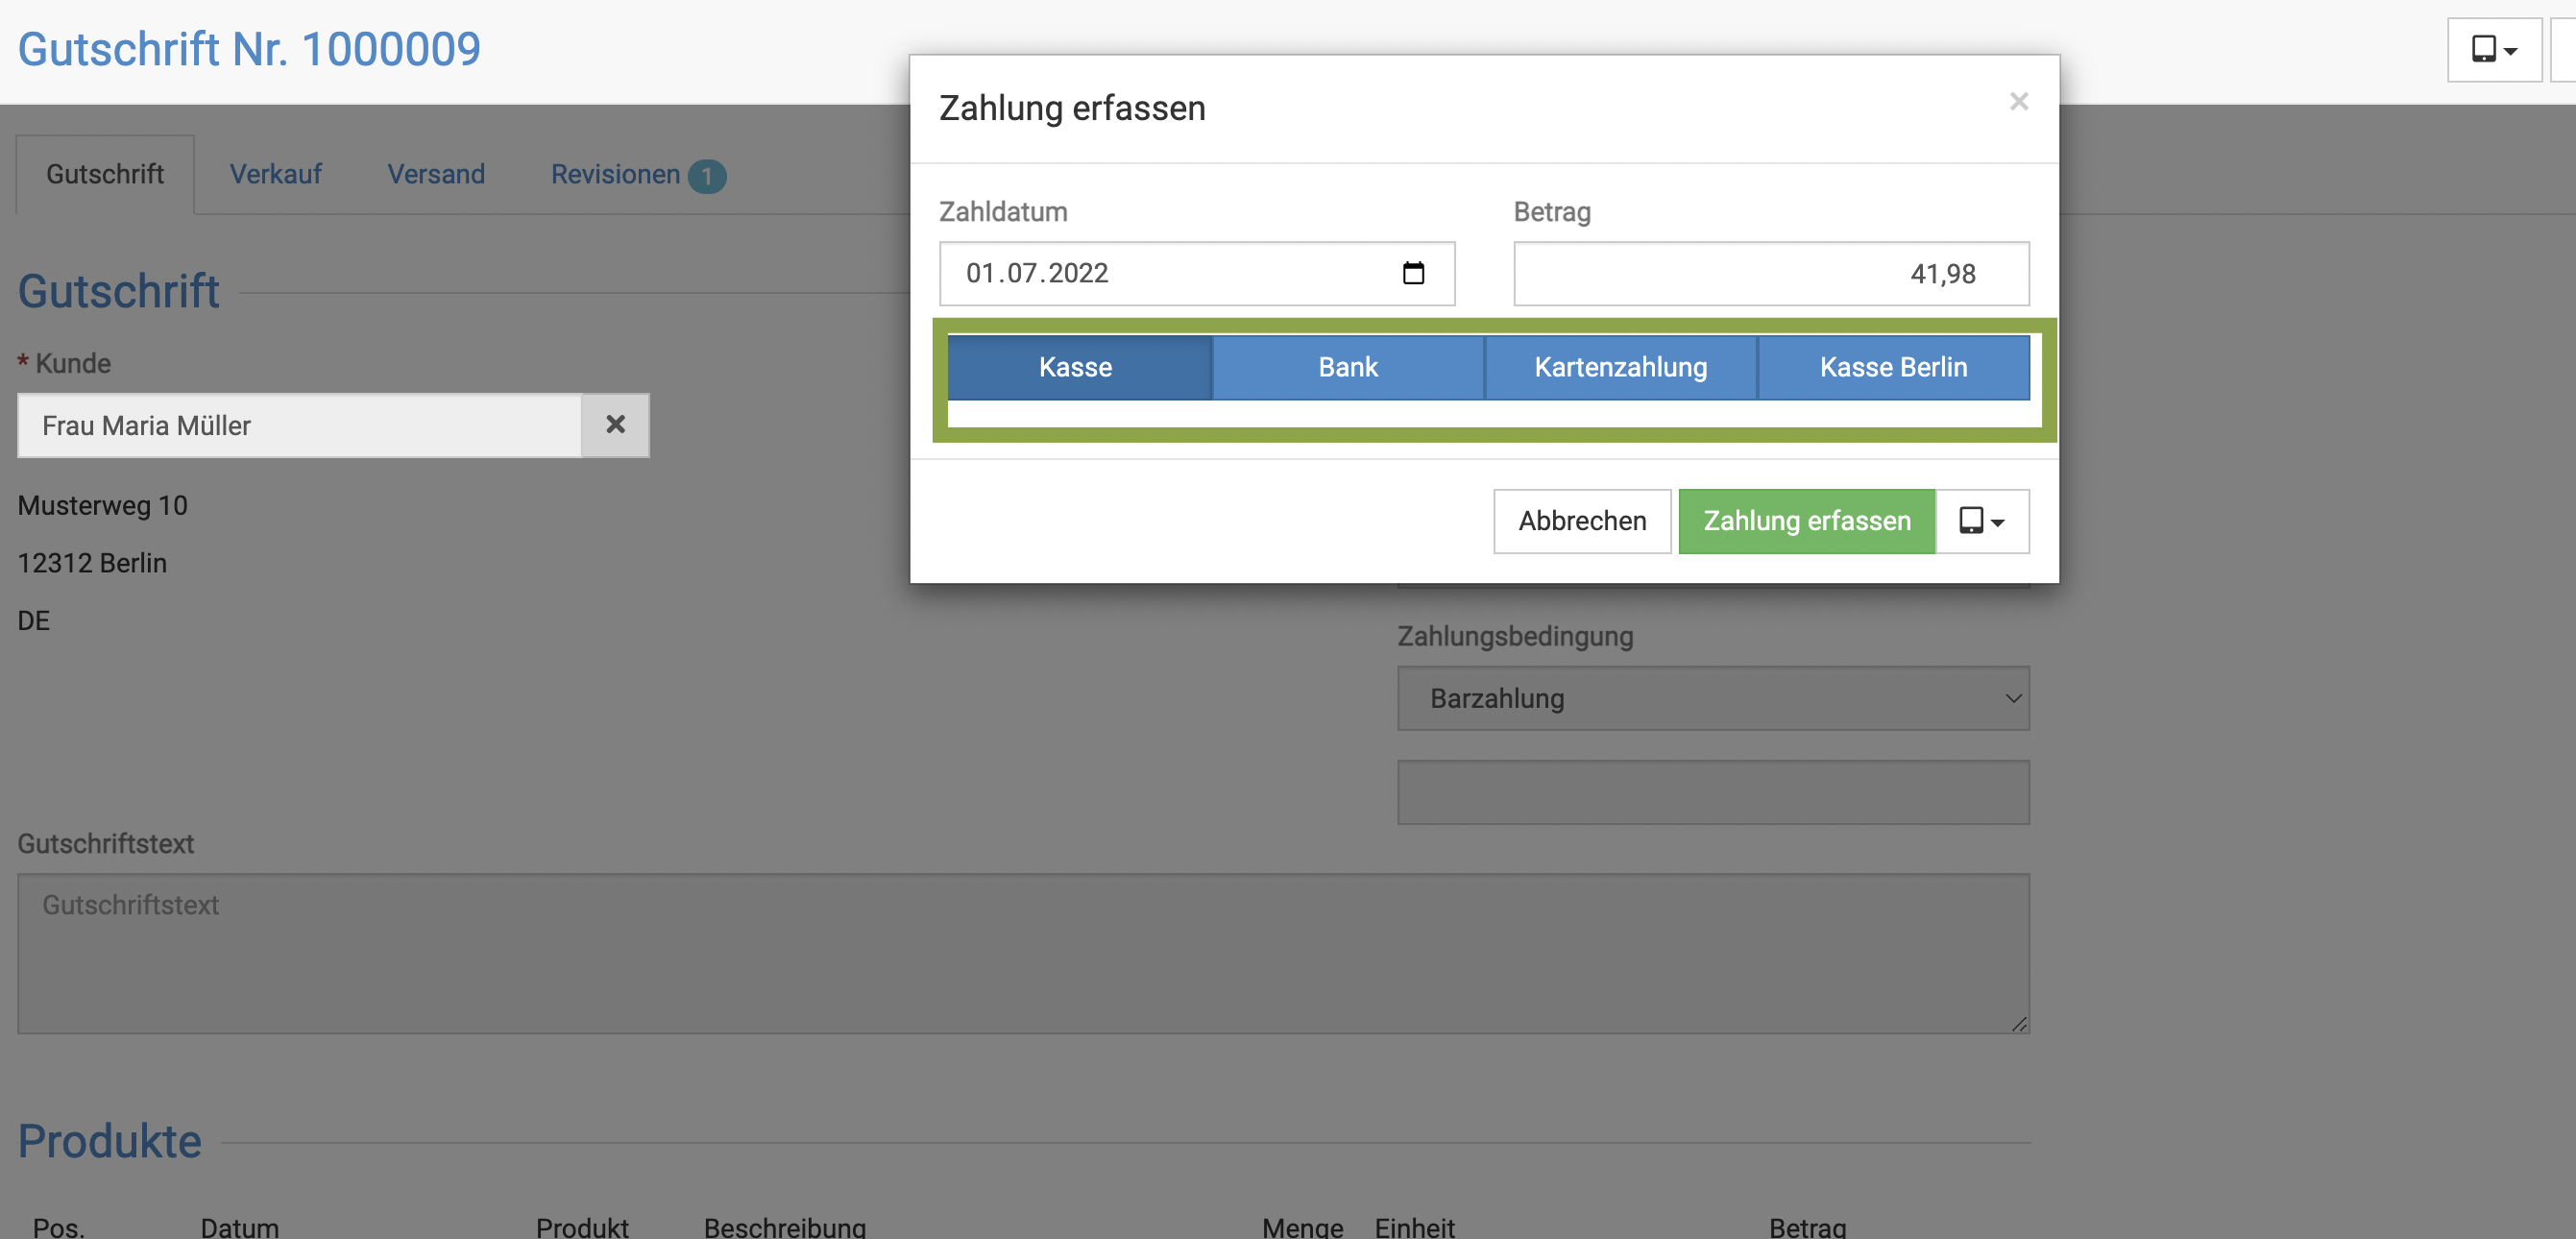 Gutschrift Nr. 1000009
Zahlung erfassen
×
Gutschrift Verkauf Versand Revisionen 1
Zahldatum Betrag
01.07.2022 41,98
Gutschrift
Kasse Bank Kartenzahlung Kasse Berlin
* Kunde
Frau Maria Müller
Musterweg 10
Abbrechen Zahlung erfassen
12312 Berlin
DE
Zahlungsbedingung
Barzahlung
Gutschriftstext
Gutschriftstext
Produkte
Pos. Datum Produkt Beschreibung Menge Einheit Betrag